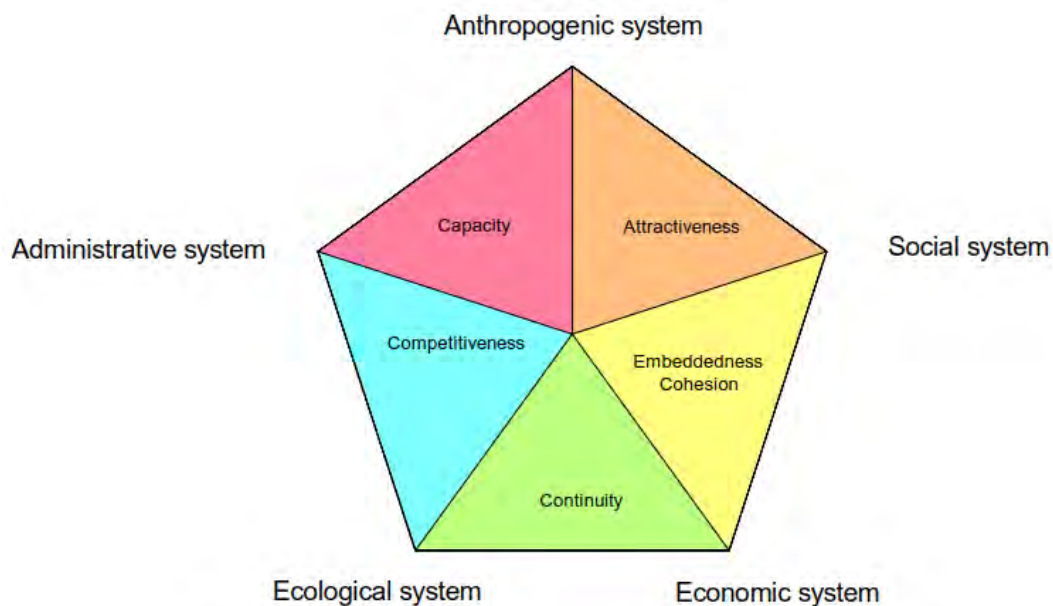 Anthropogenic system
Capacity
Attractiveness
Administrative system
Social system
Competitiveness
Embeddedness
Cohesion
Continuity
Ecological system
Economic system